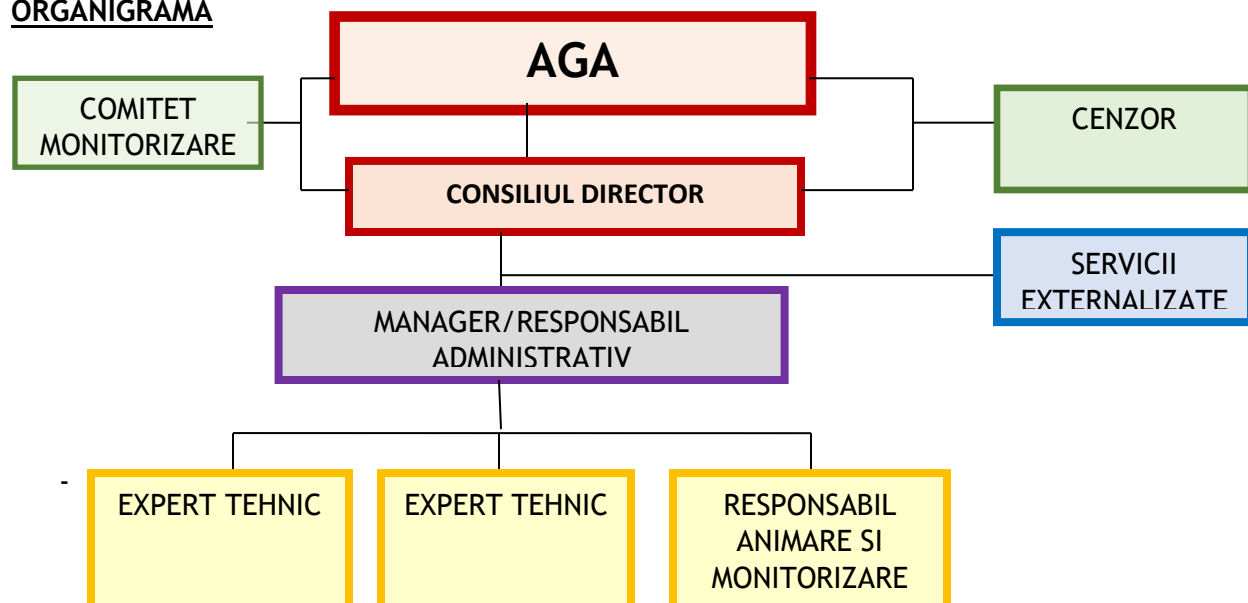 ORGANIGRAMA
AGA
COMITET
MONITORIZARE
CENZOR
CONSILIUL DIRECTOR
SERVICII
EXTERNALIZATE
MANAGER/RESPONSABIL
ADMINISTRATIV
-
EXPERT TEHNIC
EXPERT TEHNIC
RESPONSABIL
ANIMARE SI
MONITORIZARE